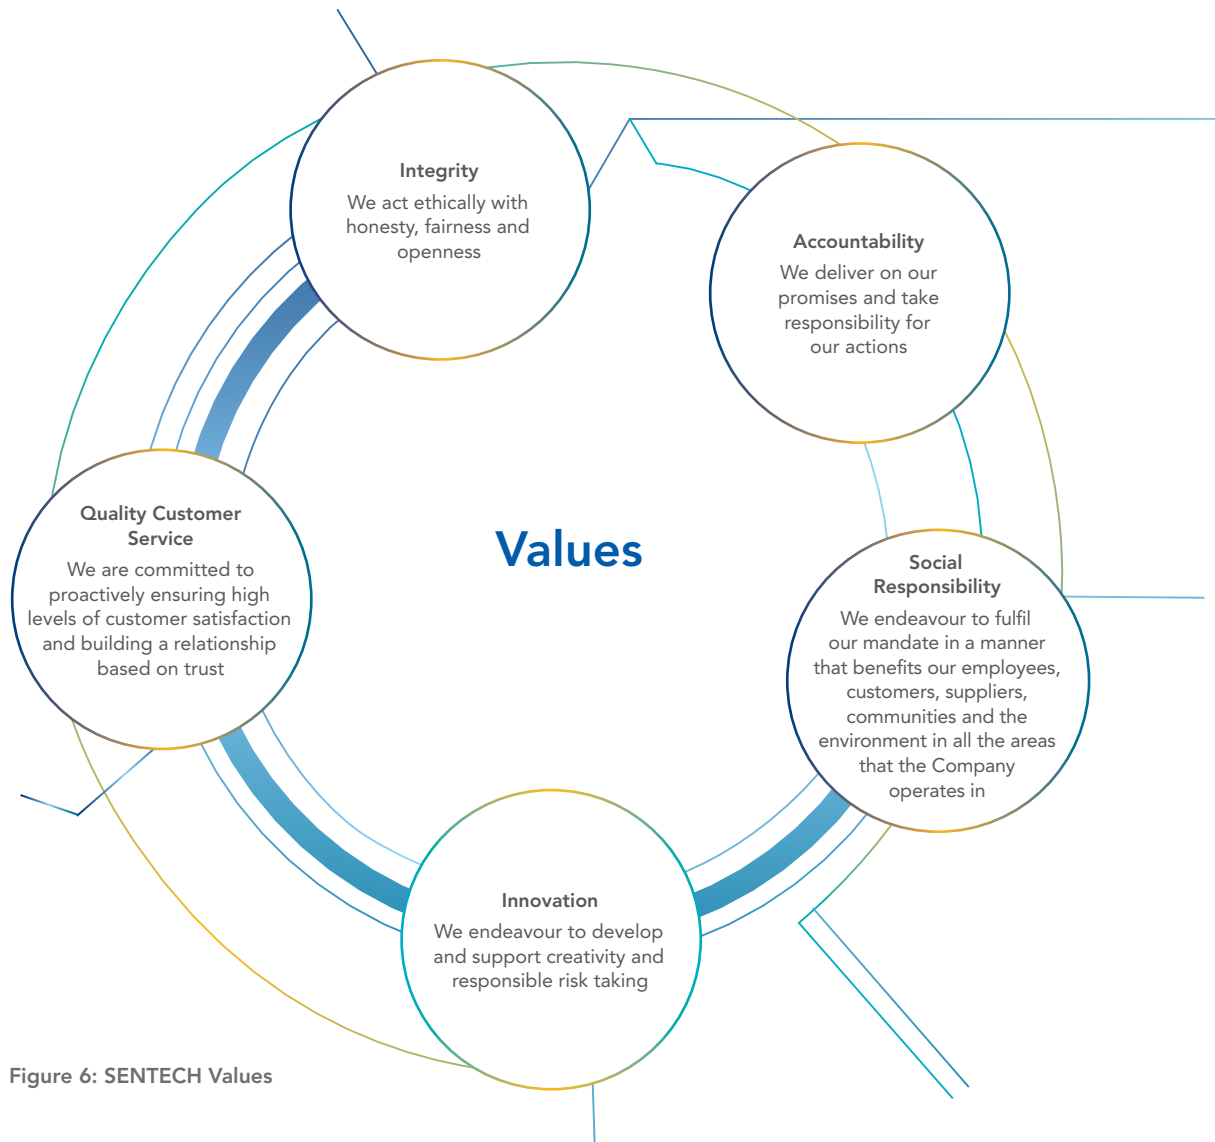 Integrity
We act ethically with
honesty, fairness and
openness
Accountability
We deliver on our
promises and take
responsibility for
our actions
Quality Customer
Service
We are committed to
proactively ensuring high
levels of customer satisfaction
and building a relationship
based on trust
Values
Social
Responsibility
We endeavour to fulfil
our mandate in a manner
that benefits our employees,
customers, suppliers,
communities and the
environment in all the areas
that the Company
operates in
Innovation
We endeavour to develop
and support creativity and
responsible risk taking
Figure 6: SENTECH Values